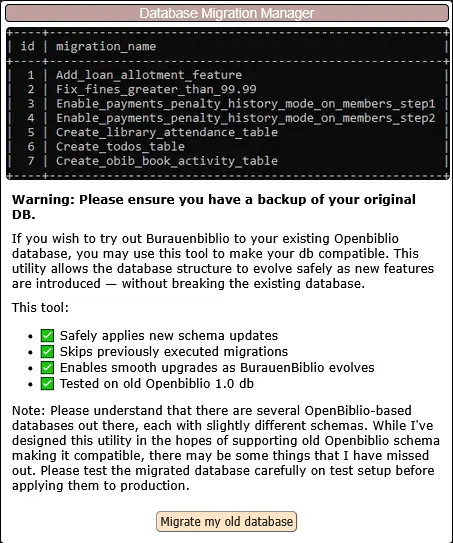 Database Migration Manager
+----+--------------------------------------------------------+
| id | migration_name
+----+--------------------------------------------------------+
| 1 | Add_loan_allotment_feature
| 2 | Fix_fines_greater_than_99.99
| 3 | Enable_payments_penalty_history_mode_on_members_step1
| 4 | Enable_payments_penalty_history_mode_on_members_step2
| 5 | Create_library_attendance_table
| 6 | Create_todos_table
| 7 | Create_obib_book_activity_table
+----+--------------------------------------------------------+
Warning: Please ensure you have a backup of your original
DB.
If you wish to try out Burauenbiblio to your existing Openbiblio
database, you may use this tool to make your db compatible. This
utility allows the database structure to evolve safely as new features
are introduced — without breaking the existing database.
This tool:
• ✅ Safely applies new schema updates
• ✅ Skips previously executed migrations
• ✅ Enables smooth upgrades as BurauenBiblio evolves
• ✅ Tested on old Openbiblio 1.0 db
Note: Please understand that there are several OpenBiblio-based
databases out there, each with slightly different schemas. While I've
designed this utility in the hopes of supporting old Openbiblio schema
making it compatible, there may be some things that I have missed
out. Please test the migrated database carefully on test setup before
applying them to production.
Migrate my old database